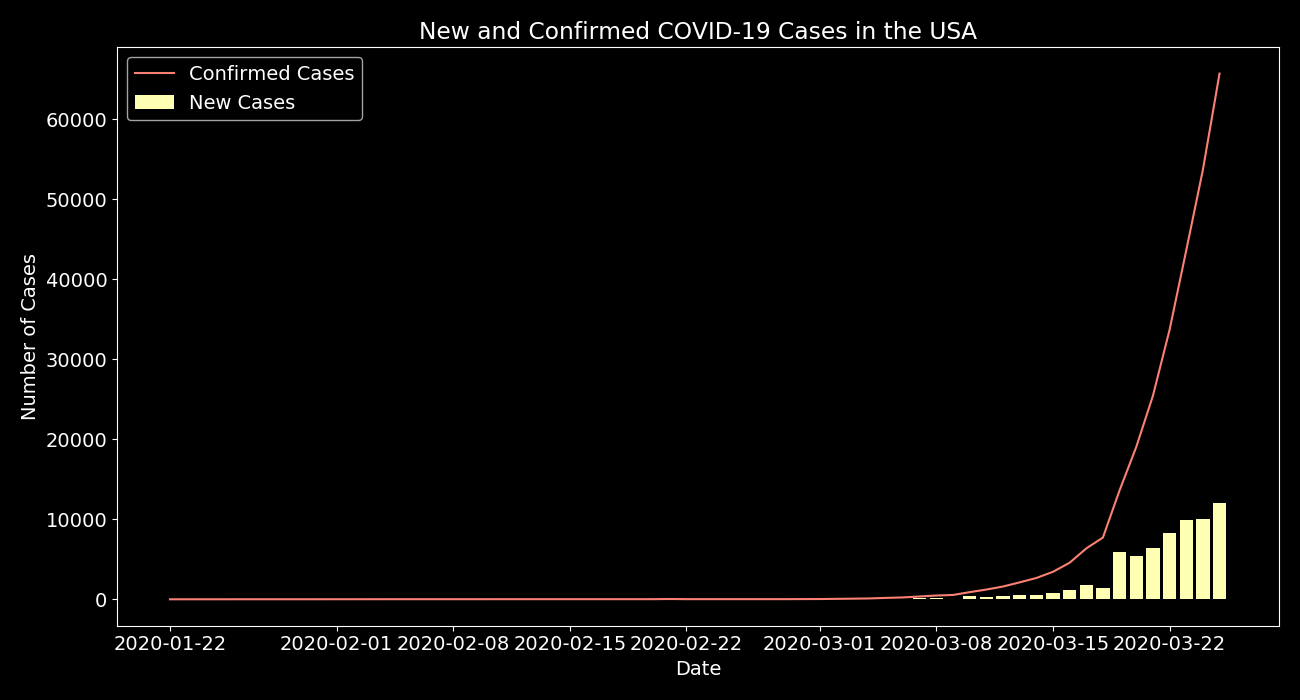 New and Confirmed COVID-19 Cases in the USA
Confirmed Cases
New Cases
60000
50000
40000
30000
20000
10000
0
Number of Cases
2020-01-22 2020-02-01 2020-02-08 2020-02-15 2020-02-22 2020-03-01 2020-03-08 2020-03-15 2020-03-22
Date